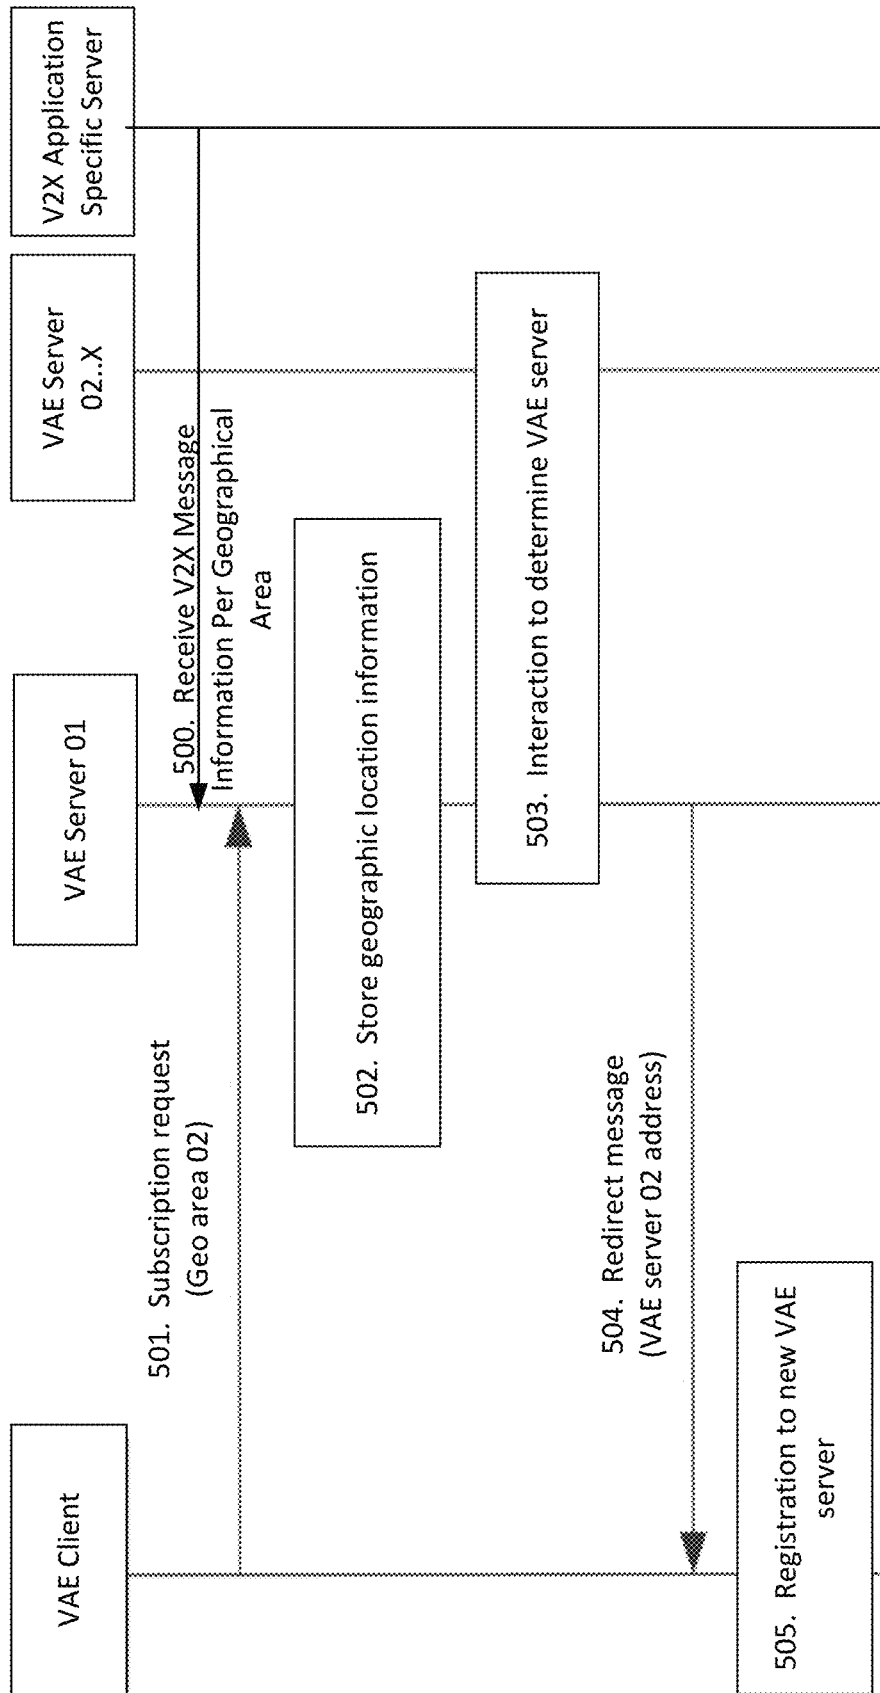 VAE Client
VAE Server 01
VAE Server
02..X
V2X Application
Specific Server
500. Receive V2X Message
Information Per Geographical
Area
501. Subscription request
(Geo area 02)
502. Store geographic location information
503. Interaction to determine VAE server
504. Redirect message
(VAE server 02 address)
505. Registration to new VAE
server